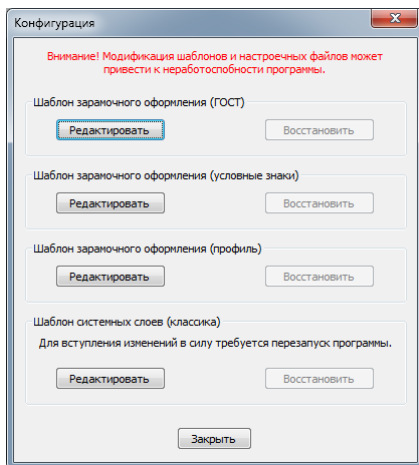 Конфигурация
Внимание! Модификация шаблонов и настроечных файлов может
привести к неработоспобности программы.
Шаблон зарамочного оформления (ГОСТ)
Редактировать Восстановить
Шаблон зарамочного оформления (условные знаки)
Редактировать Восстановить
Шаблон зарамочного оформления (профиль)
Редактировать Восстановить
Шаблон системных слоев (классика)
Для вступления изменений в силу требуется перезапуск программы.
Редактировать Восстановить
Закрыть